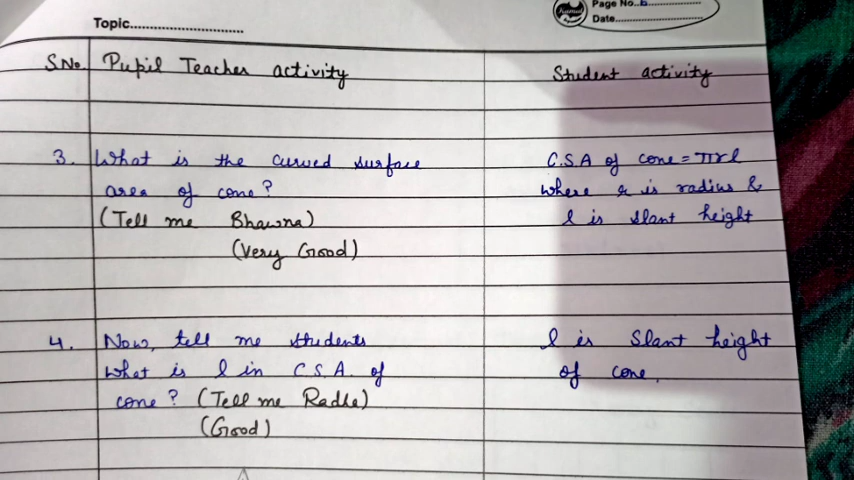 Page No. 6
Date
Topic
S.No. Pupil Teacher activity Student activity
3. What is the curved surface C.S.A of cone = πrl
area of cone? where r is radius &
(Tell me Bhawna) l is slant height
(Very Good)
4. Now, tell me students l is slant height
what is l in C.S.A. of of cone.
cone? (Tell me Radhe)
(Good)